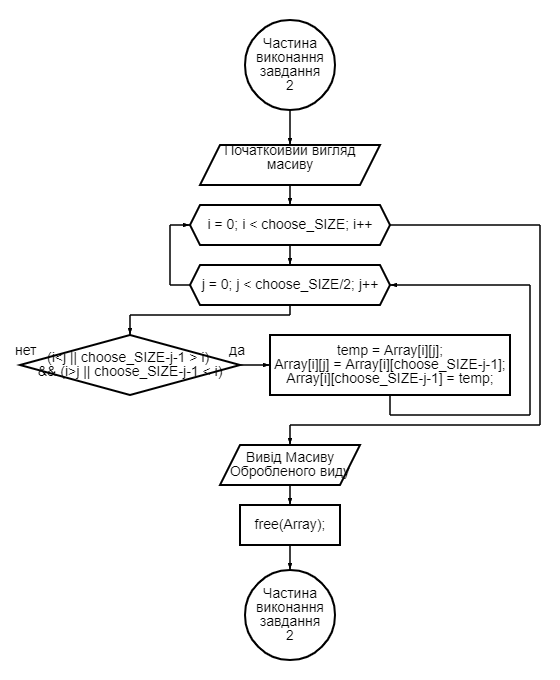 Частина
виконання
завдання
2
Початкоивий вигляд
масиву
i = 0; i < choose_SIZE; i++
j = 0; j < choose_SIZE/2; j++
нет
(i<j || choose_SIZE-j-1 > i)
&& (i>j || choose_SIZE-j-1 < i)
да
temp = Array[i][j];
Array[i][j] = Array[i][choose_SIZE-j-1];
Array[i][choose_SIZE-j-1] = temp;
Вивід Масиву
Обробленого виду
free(Array);
Частина
виконання
завдання
2